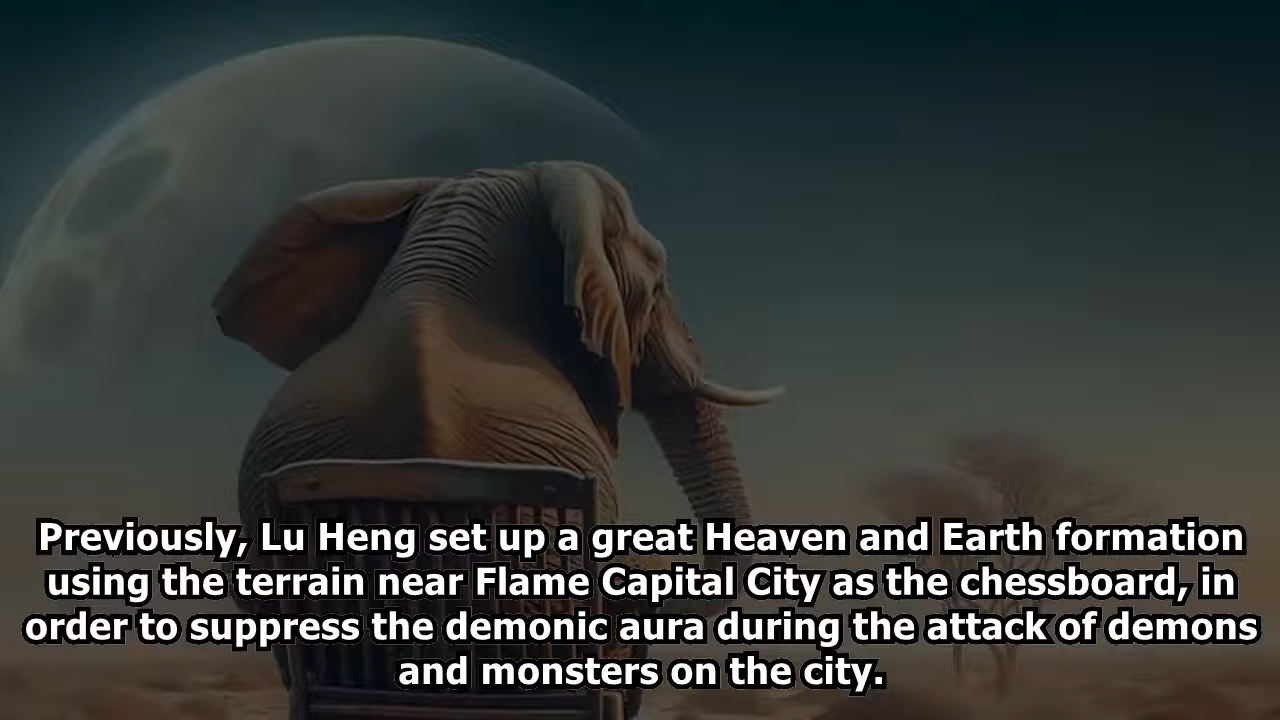 Previously, Lu Heng set up a great Heaven and Earth formation
using the terrain near Flame Capital City as the chessboard, in
order to suppress the demonic aura during the attack of demons
and monsters on the city.